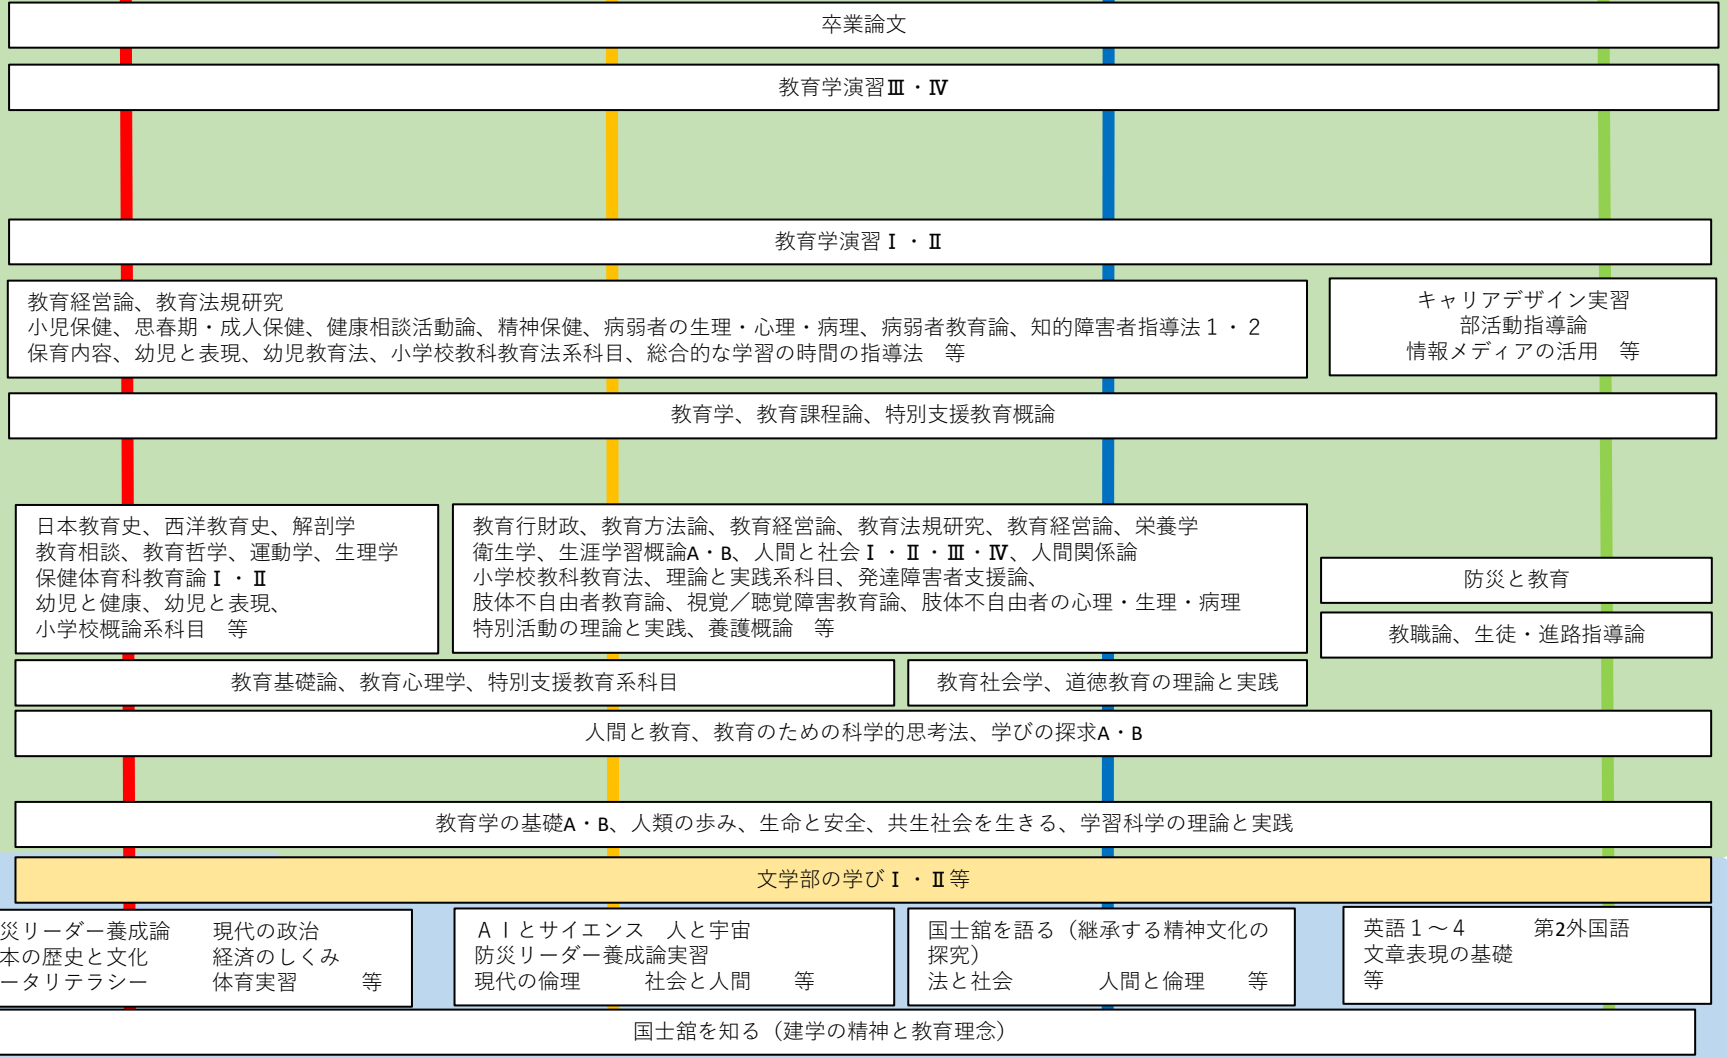 卒業論文
教育学演習Ⅲ・Ⅳ
教育学演習Ⅰ・Ⅱ
教育経営論、教育法規研究
小児保健、思春期・成人保健、健康相談活動論、精神保健、病弱者の生理・心理・病理、病弱者教育論、知的障害者指導法１・２
保育内容、幼児と表現、幼児教育法、小学校教科教育法系科目、総合的な学習の時間の指導法　等
キャリアデザイン実習
部活動指導論
情報メディアの活用　等
教育学、教育課程論、特別支援教育概論
日本教育史、西洋教育史、解剖学
教育相談、教育哲学、運動学、生理学
保健体育科教育論Ⅰ・Ⅱ
幼児と健康、幼児と表現、
小学校概論系科目　等
教育行財政、教育方法論、教育経営論、教育法規研究、教育経営論、栄養学
衛生学、生涯学習概論A・B、人間と社会Ⅰ・Ⅱ・Ⅲ・Ⅳ、人間関係論
小学校教科教育法、理論と実践系科目、発達障害者支援論、
肢体不自由者教育論、視覚／聴覚障害教育論、肢体不自由者の心理・生理・病理
特別活動の理論と実践、養護概論　等
防災と教育
教職論、生徒・進路指導論
教育基礎論、教育心理学、特別支援教育系科目
教育社会学、道徳教育の理論と実践
人間と教育、教育のための科学的思考法、学びの探求A・B
教育学の基礎A・B、人類の歩み、生命と安全、共生社会を生きる、学習科学の理論と実践
文学部の学びⅠ・Ⅱ等
災リーダー養成論　　現代の政治
本の歴史と文化　　　経済のしくみ
ータリテラシー　　　体育実習　　　等
ＡＩとサイエンス　人と宇宙
防災リーダー養成論実習
現代の倫理　　　社会と人間　　等
国士舘を語る（継承する精神文化の
探究）
法と社会　　　　人間と倫理　　等
英語１～４　　　第2外国語
文章表現の基礎
等
国士舘を知る（建学の精神と教育理念）